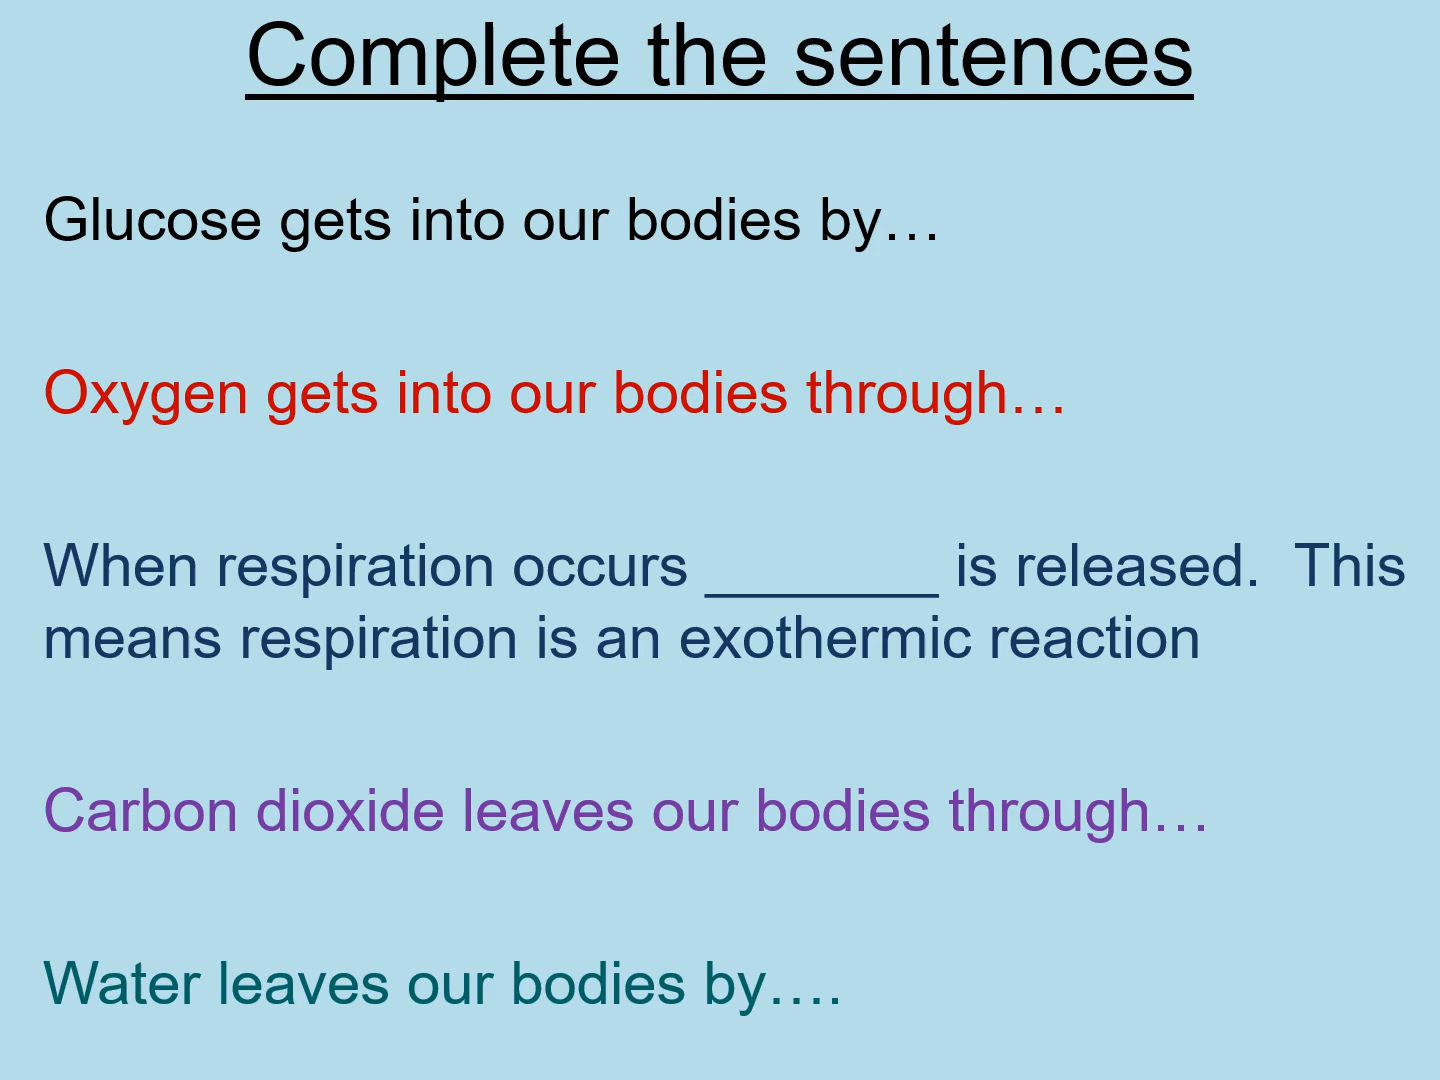 Complete the sentences
Glucose gets into our bodies by…
Oxygen gets into our bodies through…
When respiration occurs _______ is released.  This
means respiration is an exothermic reaction
Carbon dioxide leaves our bodies through…
Water leaves our bodies by….